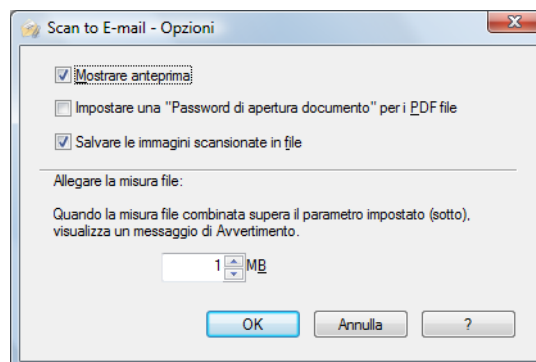 Scan to E-mail - Opzioni
Mostrare anteprima
Impostare una "Password di apertura documento" per i PDF file
Salvare le immagini scansionate in file
Allegare la misura file:
Quando la misura file combinata supera il parametro impostato (sotto),
visualizza un messaggio di Avvertimento.
1 MB
OK Annulla ?